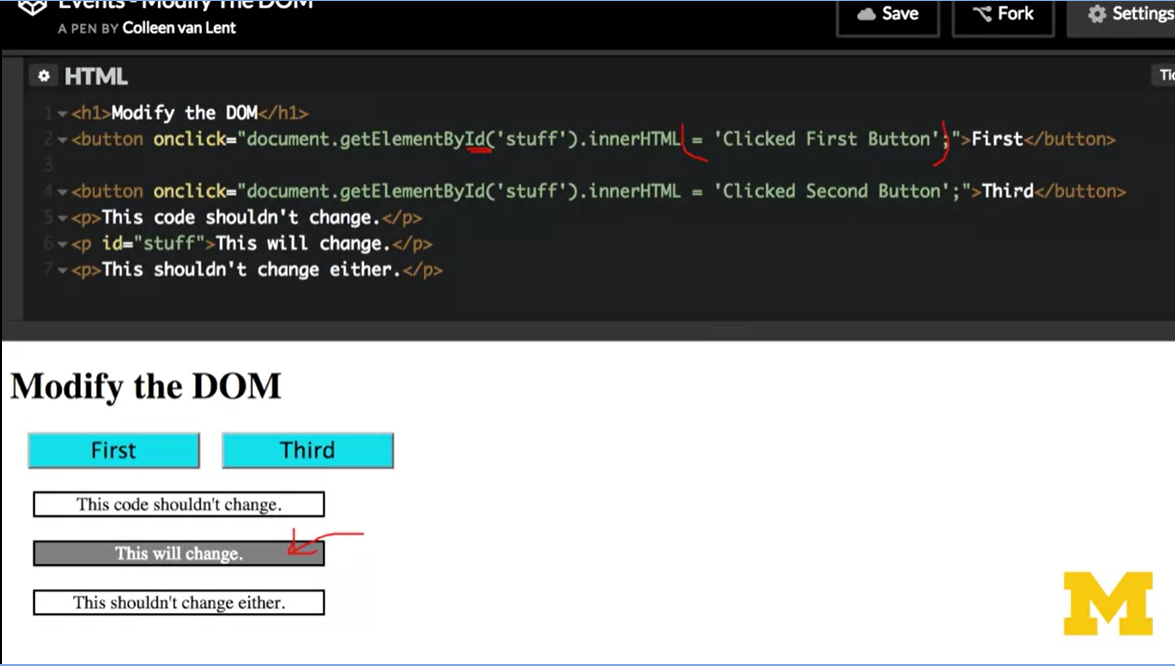 Events - Modify The DOM
A PEN BY Colleen van Lent
Save
Fork
Settings
HTML
1 <h1>Modify the DOM</h1>
2 <button onclick="document.getElementById('stuff').innerHTML = 'Clicked First Button';">First</button>
3
4 <button onclick="document.getElementById('stuff').innerHTML = 'Clicked Second Button';">Third</button>
5 <p>This code shouldn't change.</p>
6 <p id="stuff">This will change.</p>
7 <p>This shouldn't change either.</p>
Modify the DOM
First Third
This code shouldn't change.
This will change.
This shouldn't change either.
M